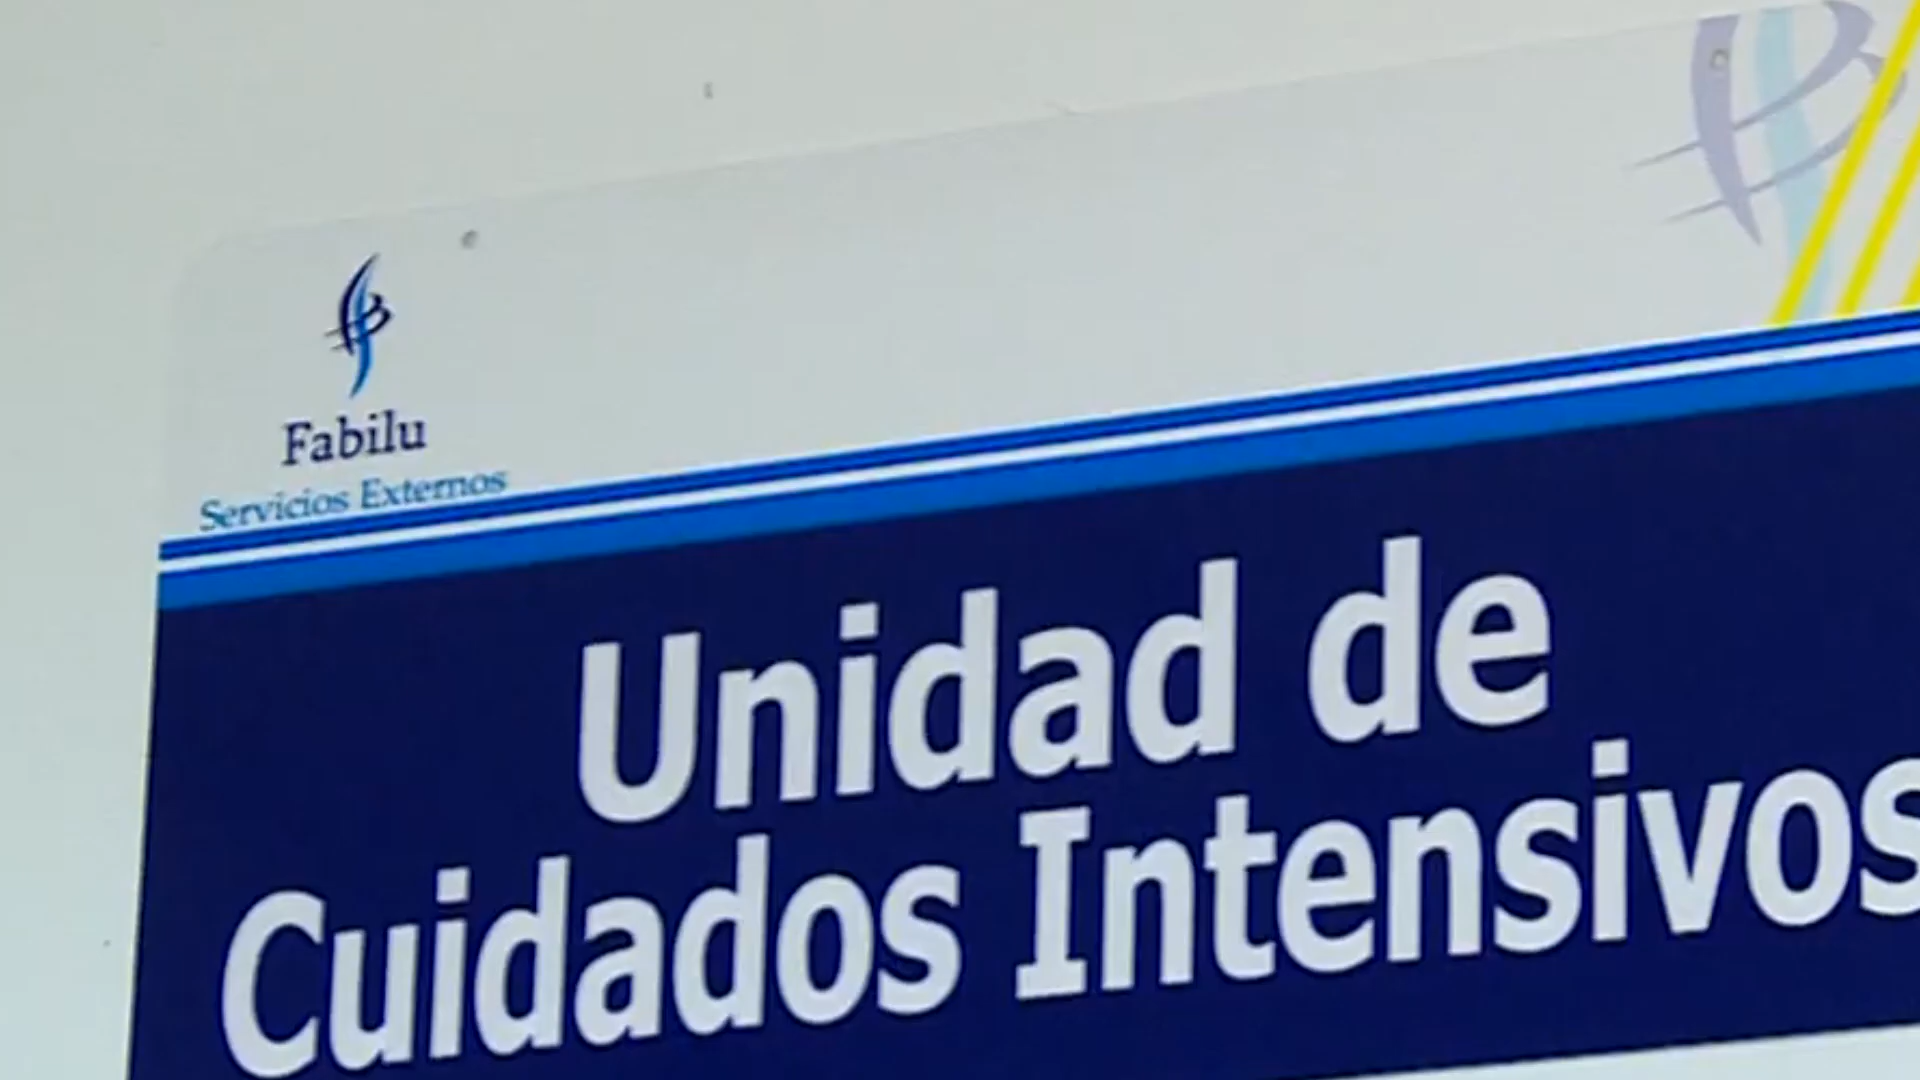 Fabilu
Servicios Externos
Unidad de
Cuidados Intensivos